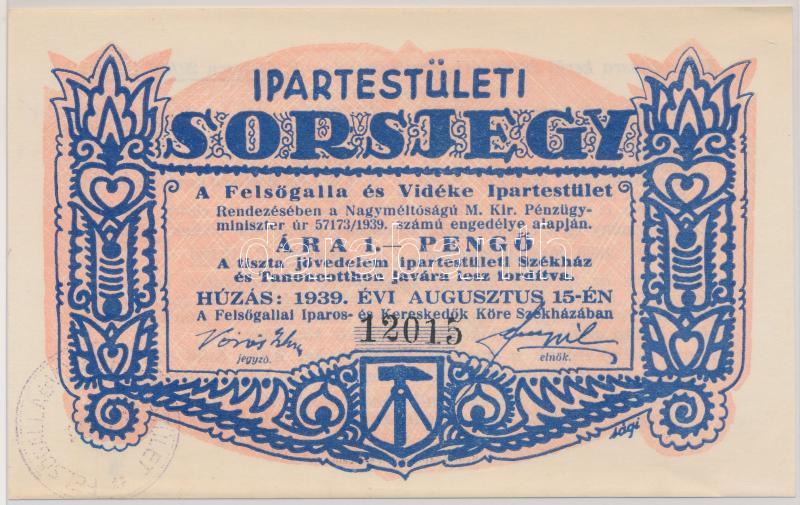 IPARTESTÜLETI
SORSJEGY
A Felsőgalla és Vidéke Ipartestület
Rendezésében a Nagyméltóságú M. Kir. Pénzügy-
miniszter úr 57173/1939. számú engedélye alapján.
ÁRA 1.— PENGŐ
A tiszta jövedelem ipartestületi Székház
és Tanoncotthon javára lesz fordítva.
HÚZÁS: 1939. ÉVI AUGUSZTUS 15-ÉN
A Felsőgallai Iparos- és Kereskedők Köre Székházában
12015
jegyző. elnök.
sági
darabanth